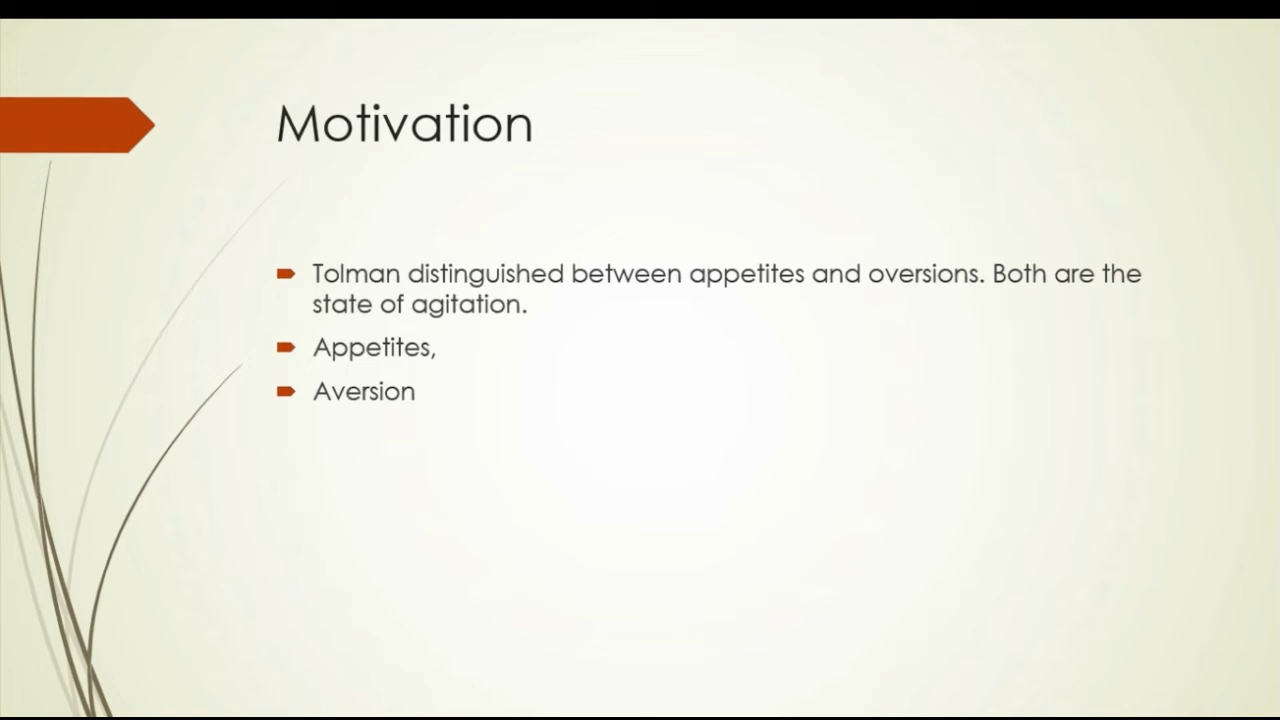 Motivation
Tolman distinguished between appetites and oversions. Both are the
state of agitation.
Appetites,
Aversion